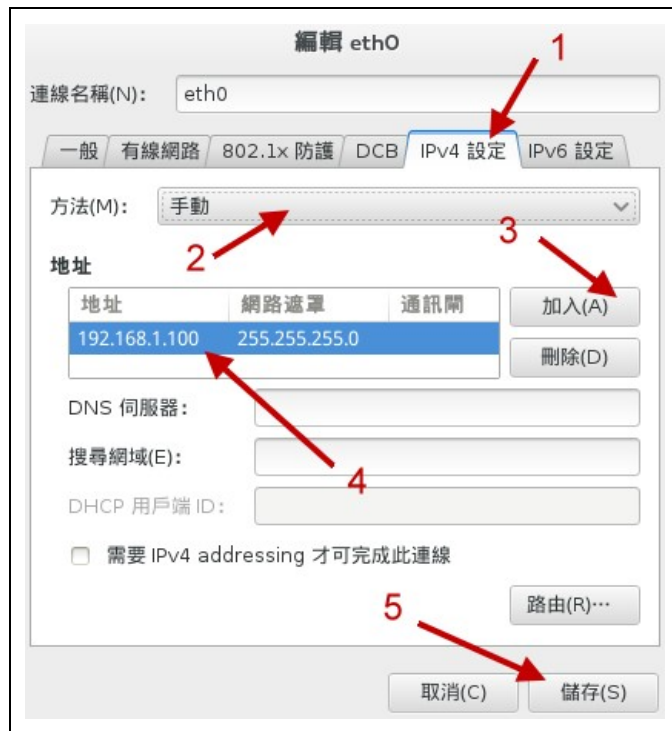 編輯 eth0
1
連線名稱(N): eth0
一般 有線網路 802.1x 防護 DCB IPv4 設定 IPv6 設定
方法(M): 手動
2
3
地址
地址 網路遮罩 通訊閘 加入(A)
192.168.1.100 255.255.255.0
刪除(D)
DNS 伺服器:
搜尋網域(E):
4
DHCP 用戶端 ID:
需要 IPv4 addressing 才可完成此連線
5
路由(R)…
取消(C) 儲存(S)